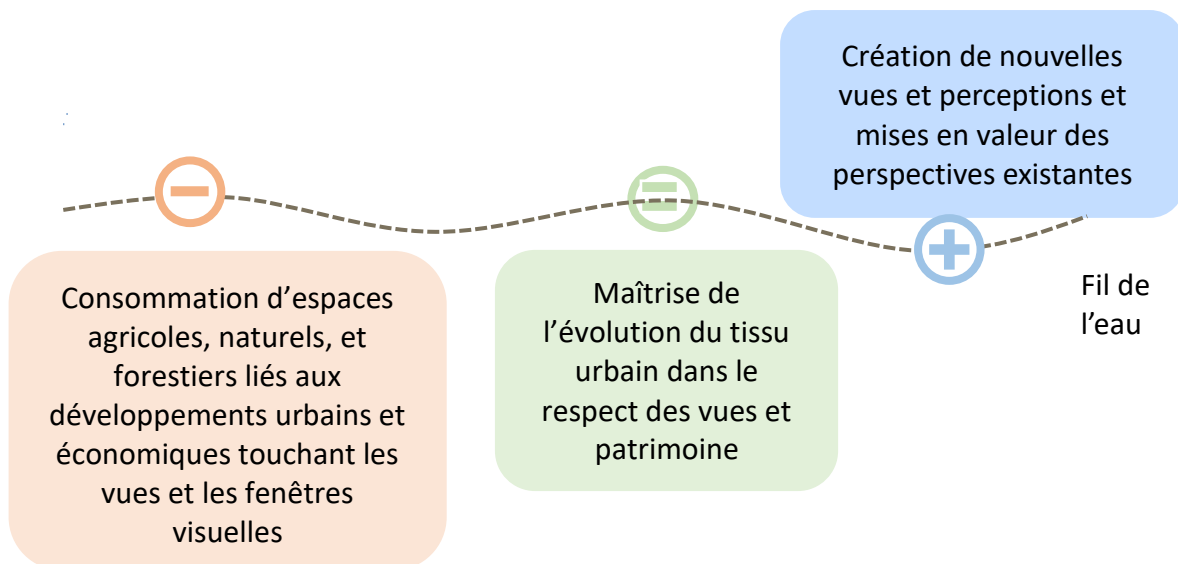 Création de nouvelles
vues et perceptions et
mises en valeur des
perspectives existantes
Consommation d’espaces
agricoles, naturels, et
forestiers liés aux
développements urbains et
économiques touchant les
vues et les fenêtres
visuelles
Maîtrise de
l’évolution du tissu
urbain dans le
respect des vues et
patrimoine
Fil de
l’eau